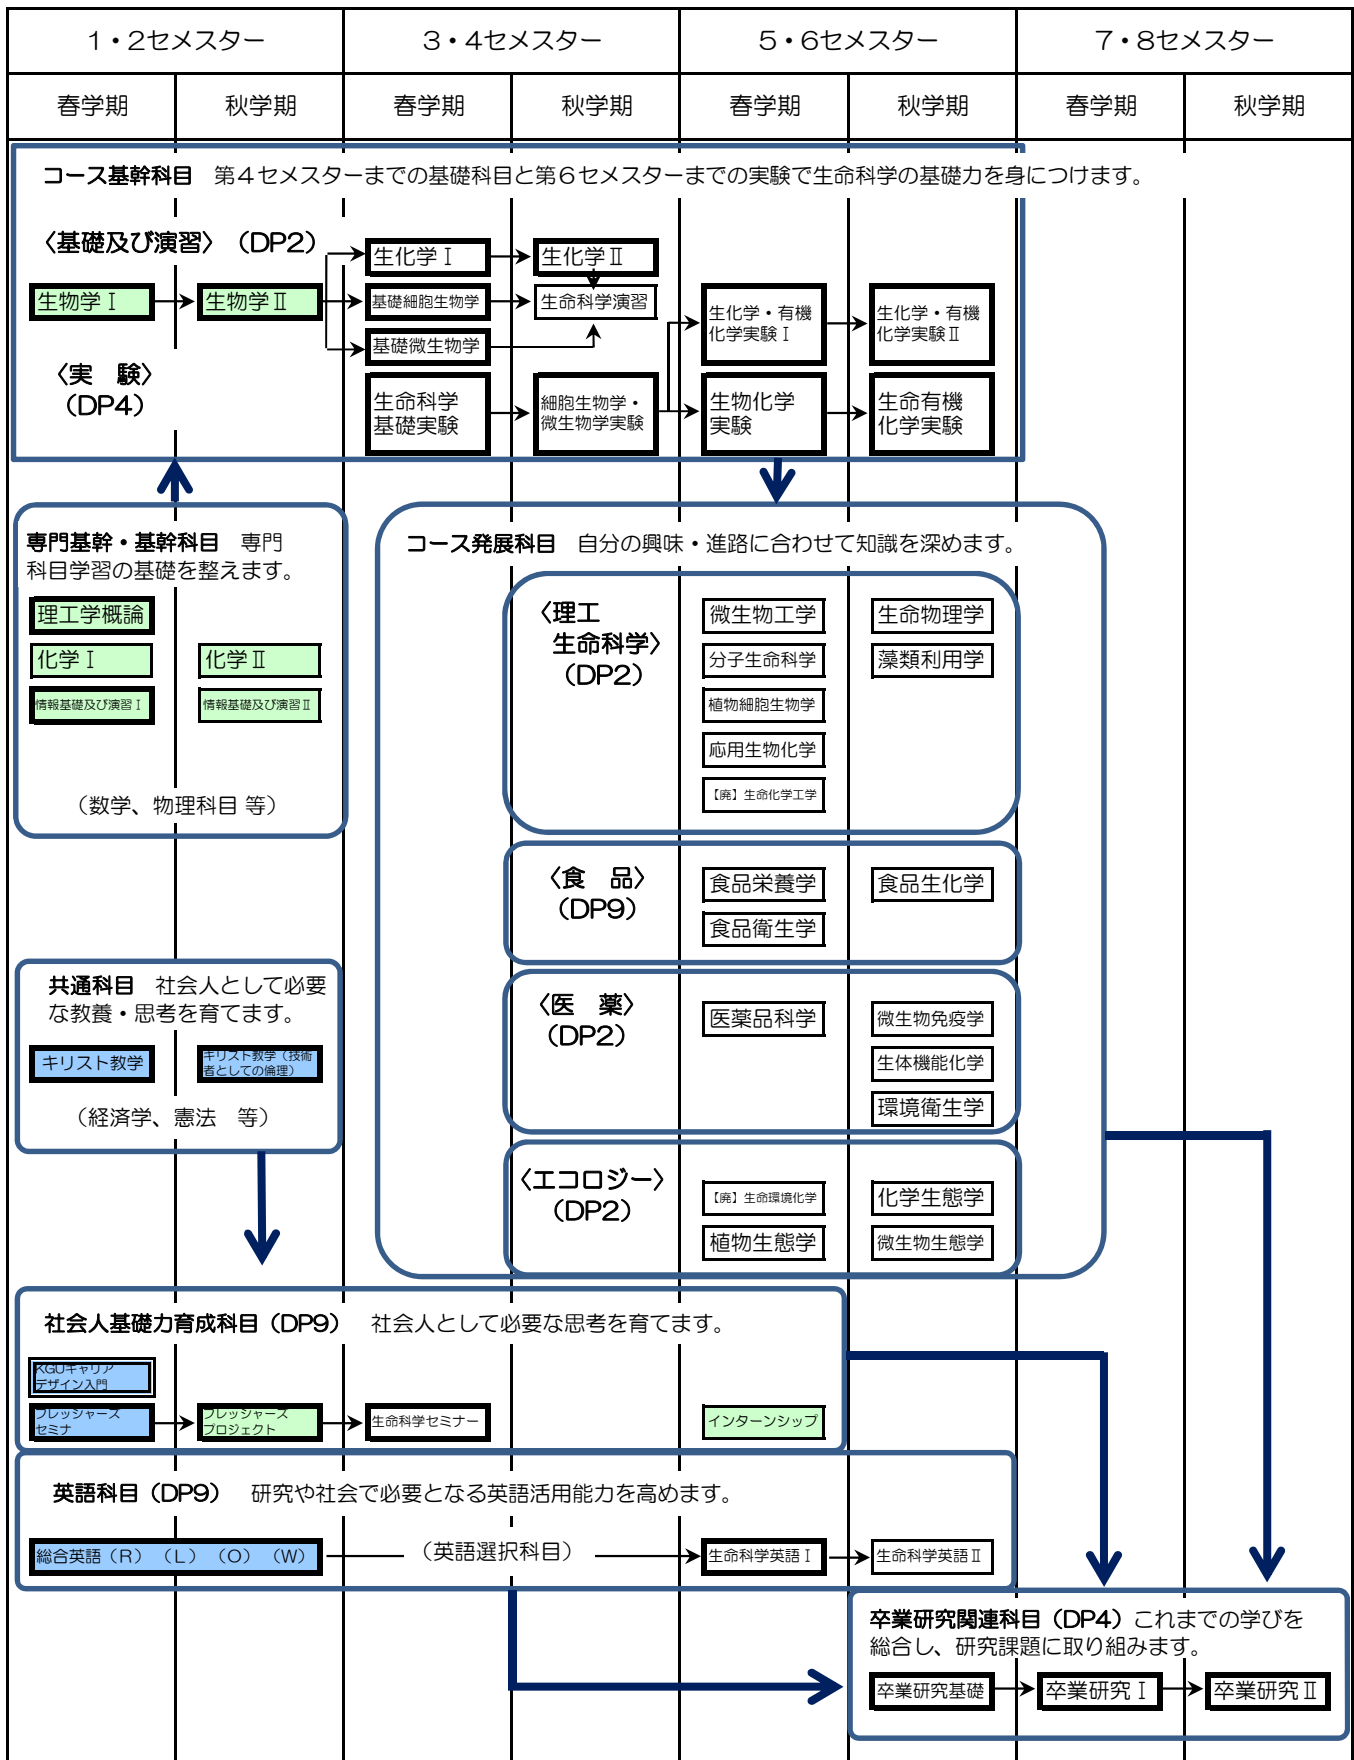 1・2セメスター
3・4セメスター
5・6セメスター
7・8セメスター
春学期
秋学期
春学期
秋学期
春学期
秋学期
春学期
秋学期
コース基幹科目　第4セメスターまでの基礎科目と第6セメスターまでの実験で生命科学の基礎力を身につけます。
〈基礎及び演習〉（DP2）
生化学Ⅰ
生化学Ⅱ
生物学Ⅰ
生物学Ⅱ
基礎細胞生物学
生命科学演習
基礎微生物学
生化学・有機
化学実験Ⅰ
生化学・有機
化学実験Ⅱ
〈実　験〉
（DP4）
生命科学
基礎実験
細胞生物学・
微生物学実験
生物化学
実験
生命有機
化学実験
専門基幹・基幹科目　専門
科目学習の基礎を整えます。
理工学概論
化学Ⅰ
化学Ⅱ
情報基礎及び演習Ⅰ
情報基礎及び演習Ⅱ
（数学、物理科目 等）
コース発展科目　自分の興味・進路に合わせて知識を深めます。
〈理工
生命科学〉
（DP2）
微生物工学
生命物理学
分子生命科学
藻類利用学
植物細胞生物学
応用生物化学
【廃】生命化学工学
〈食　品〉
（DP9）
食品栄養学
食品生化学
食品衛生学
〈医　薬〉
（DP2）
医薬品科学
微生物免疫学
生体機能化学
環境衛生学
〈エコロジー〉
（DP2）
【廃】生命環境化学
化学生態学
植物生態学
微生物生態学
共通科目　社会人として必要
な教養・思考を育てます。
キリスト教学
キリスト教学（技術
者としての倫理）
（経済学、憲法　等）
社会人基礎力育成科目（DP9）　社会人として必要な思考を育てます。
KGUキャリア
デザイン入門
フレッシャーズ
セミナ
フレッシャーズ
プロジェクト
生命科学セミナー
インターンシップ
英語科目（DP9）　研究や社会で必要となる英語活用能力を高めます。
総合英語（R）（L）（O）（W）
（英語選択科目）
生命科学英語Ⅰ
生命科学英語Ⅱ
卒業研究関連科目（DP4）これまでの学びを
総合し、研究課題に取り組みます。
卒業研究基礎
卒業研究Ⅰ
卒業研究Ⅱ